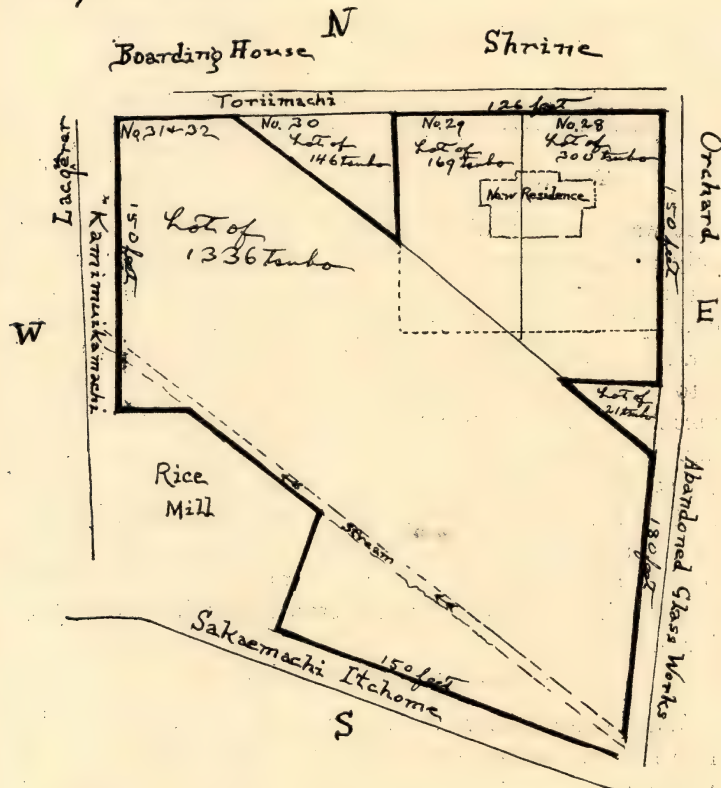 N
Boarding House
Shrine
Toriimachi
126 feet
No. 31 & 32
No. 30
Lot of
146 tsubo
No. 29
Lot of
169 tsubo
No. 28
Lot of
300 tsubo
New Residence
Lacqerer
Kamimuikamachi
150 feet
Lot of
1336 tsubo
150 feet
Orchard
W
E
Lot of
21 tsubo
Rice
Mill
Stream
Abandoned Glass Works
180 feet
Sakaemachi Itchome
150 feet
S